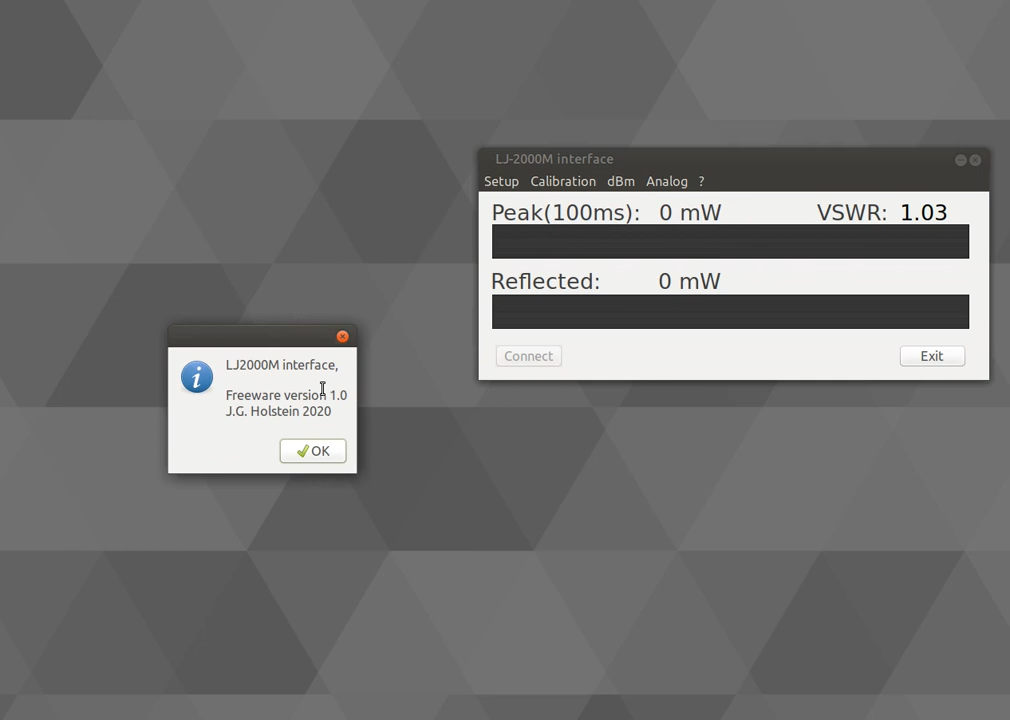 LJ-2000M interface
Setup Calibration dBm Analog ?
Peak(100ms): 0 mW VSWR: 1.03
Reflected: 0 mW
Connect Exit
LJ2000M interface,
Freeware version 1.0
J.G. Holstein 2020
OK